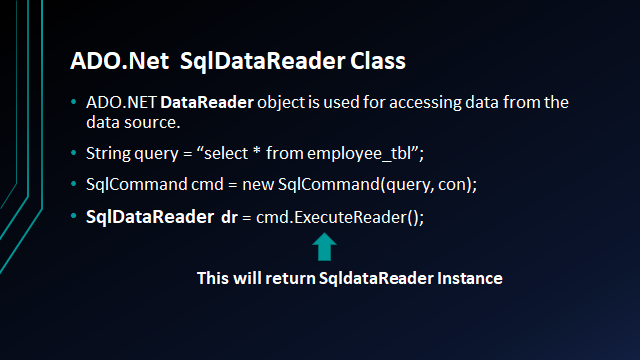 ADO.Net  SqlDataReader Class
• ADO.NET DataReader object is used for accessing data from the
data source.
• String query = “select * from employee_tbl”;
• SqlCommand cmd = new SqlCommand(query, con);
• SqlDataReader dr = cmd.ExecuteReader();
This will return SqldataReader Instance